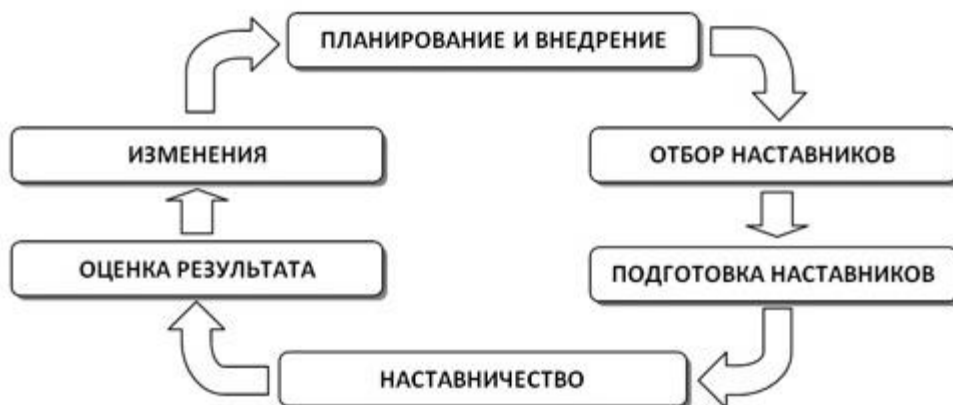 ПЛАНИРОВАНИЕ И ВНЕДРЕНИЕ
ИЗМЕНЕНИЯ
ОТБОР НАСТАВНИКОВ
ОЦЕНКА РЕЗУЛЬТАТА
ПОДГОТОВКА НАСТАВНИКОВ
НАСТАВНИЧЕСТВО